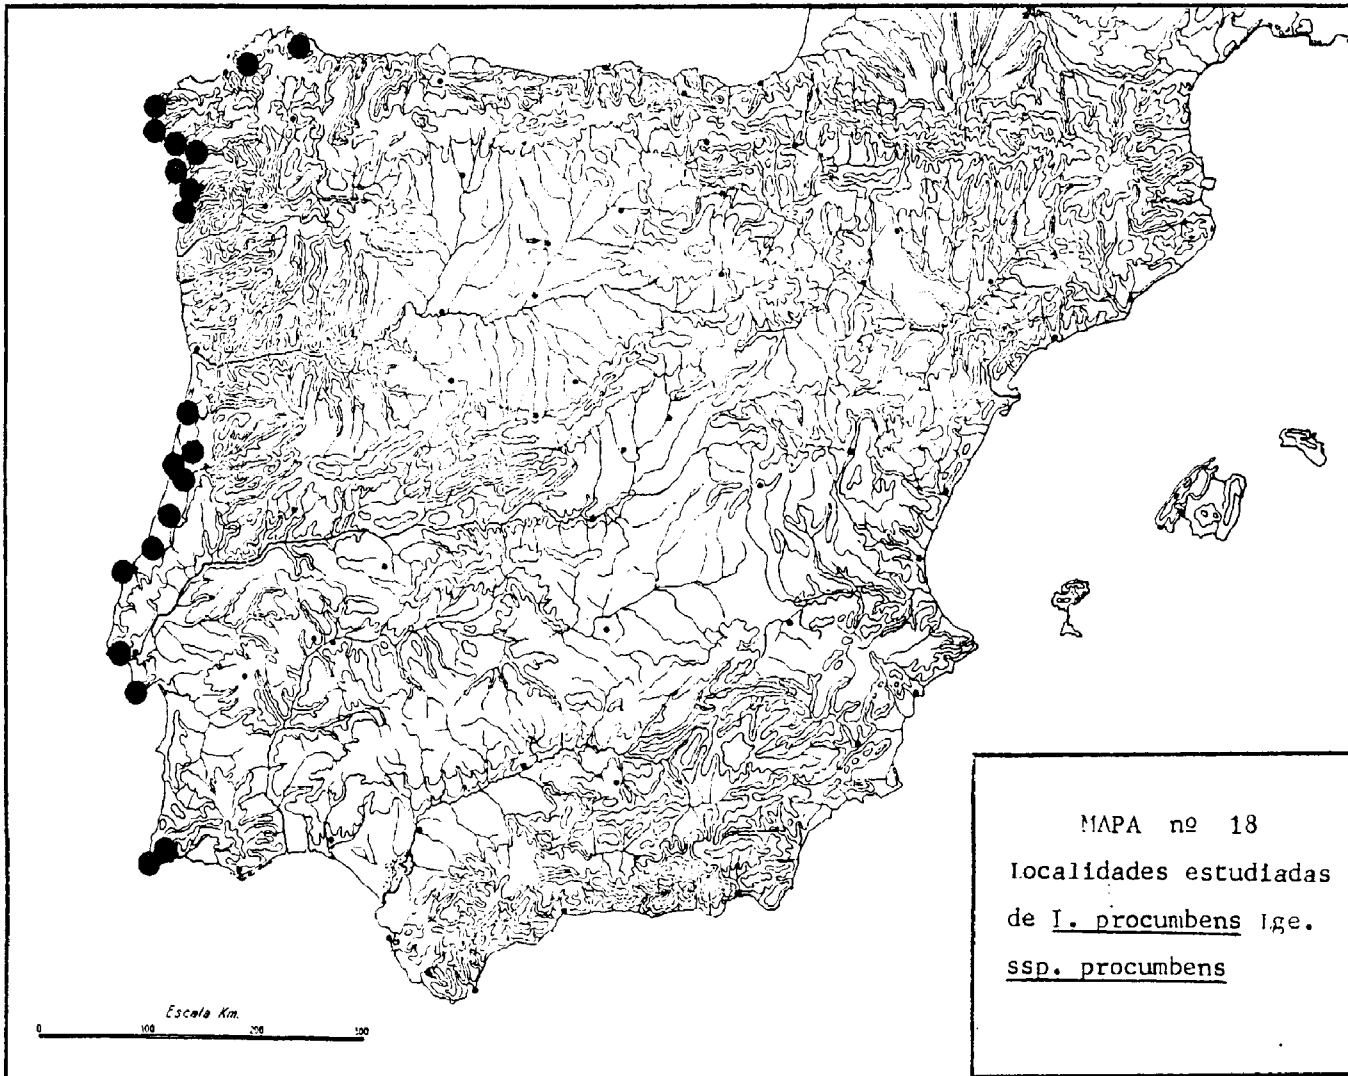 MAPA nº 18
Localidades estudiadas
de I. procumbens Lge.
ssp. procumbens
Escala Km.
0 100 200 300